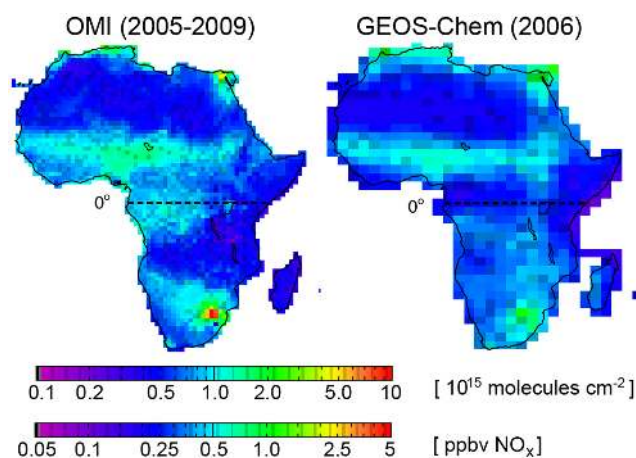 OMI (2005-2009) GEOS-Chem (2006)
0° 0°
0.1 0.2 0.5 1.0 2.0 5.0 10 [ 10¹⁵ molecules cm⁻² ]
0.05 0.1 0.25 0.5 1.0 2.5 5 [ ppbv NOₓ]